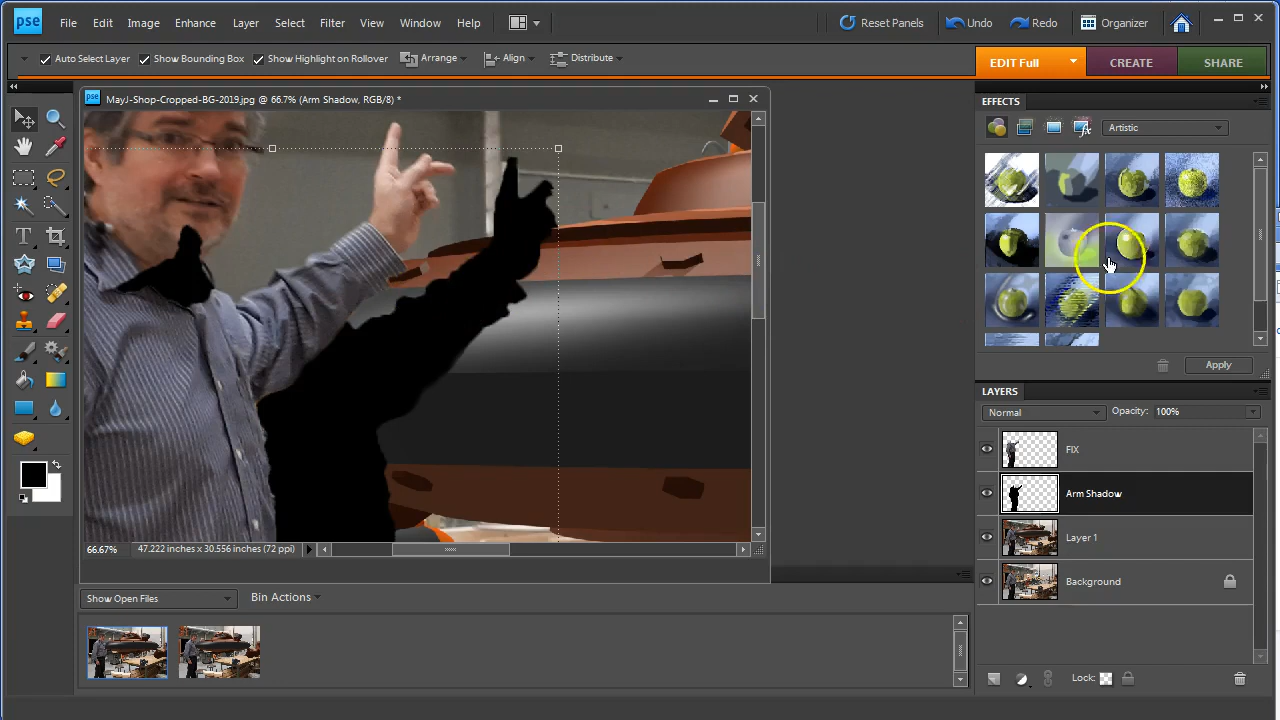 pse File Edit Image Enhance Layer Select Filter View Window Help Reset Panels Undo Redo Organizer
Auto Select Layer Show Bounding Box Show Highlight on Rollover Arrange Align Distribute EDIT Full CREATE SHARE
pse MayJ-Shop-Cropped-BG-2019.jpg @ 66.7% (Arm Shadow, RGB/8) *
EFFECTS
Artistic
Apply
LAYERS
Normal Opacity: 100%
FIX
Arm Shadow
Layer 1
Background
66.67% 47.222 inches x 30.556 inches (72 ppi)
Show Open Files Bin Actions
Lock: